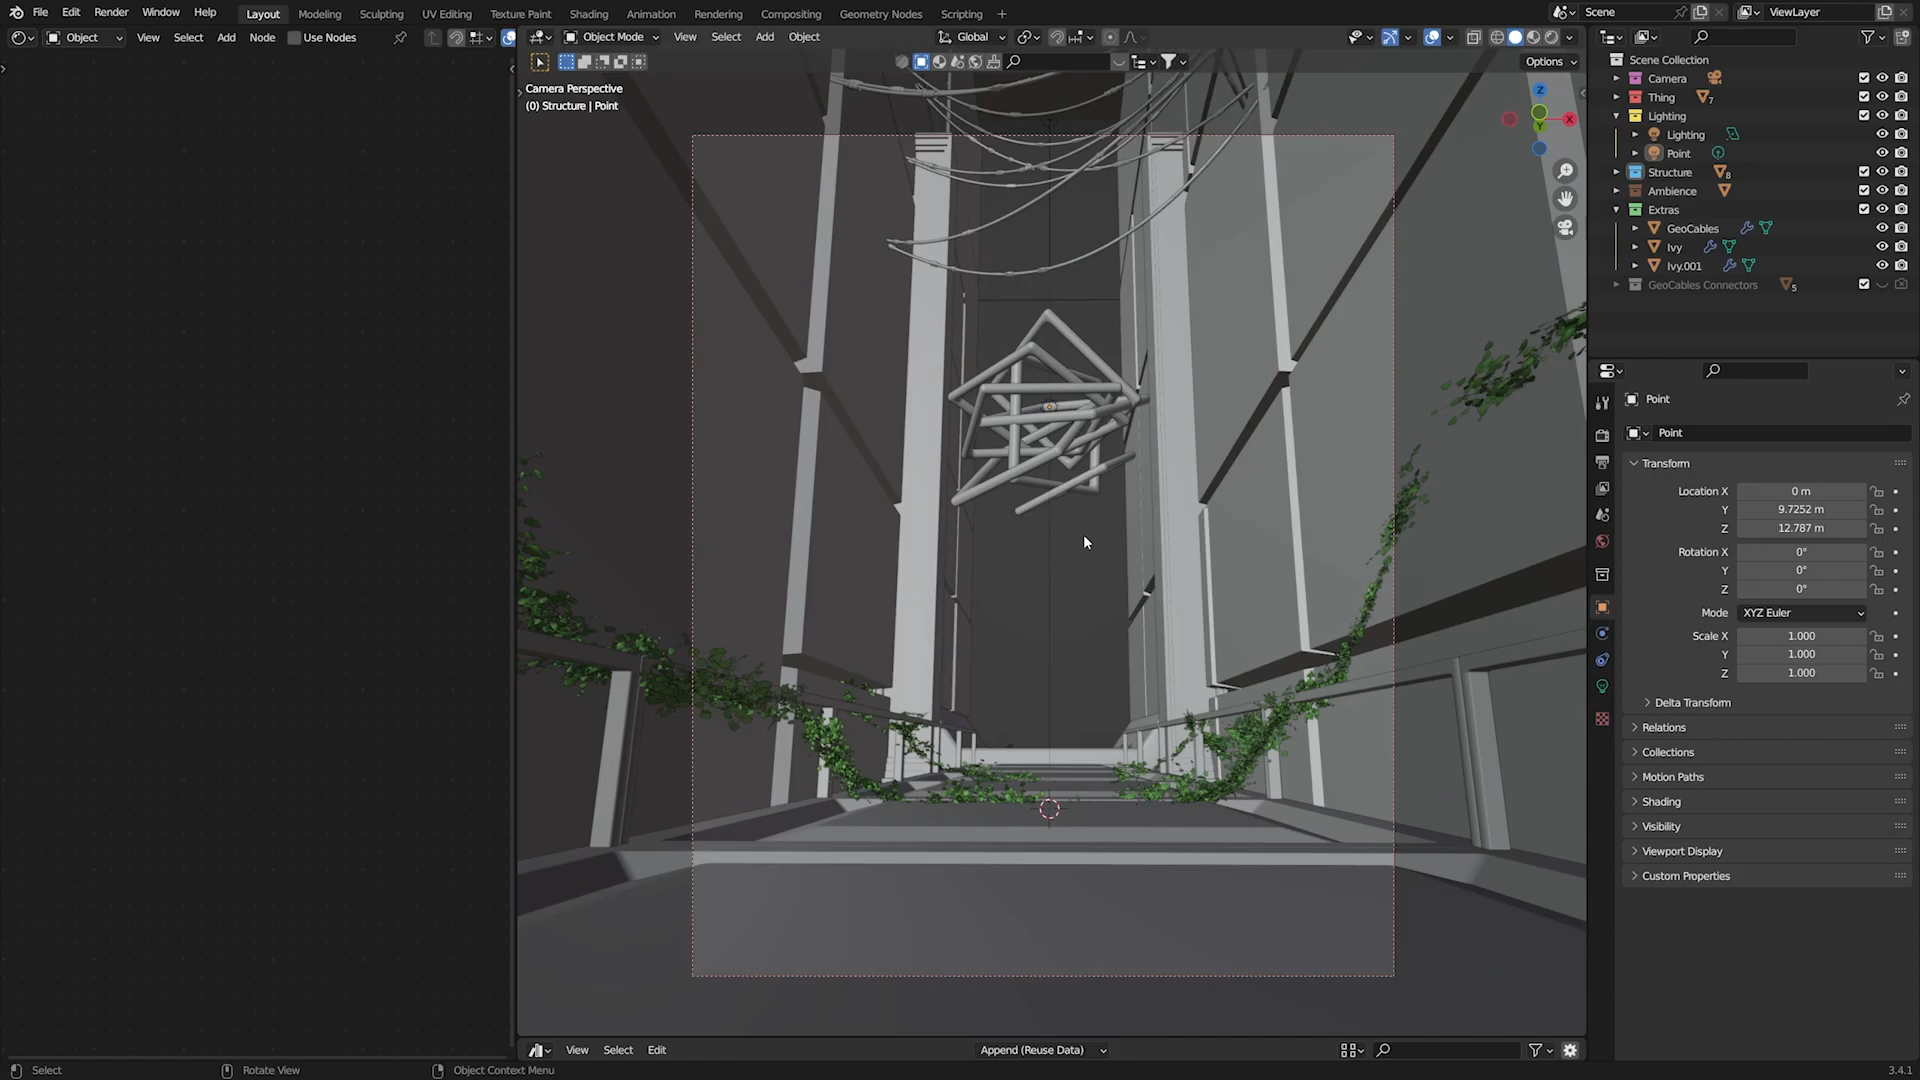 File Edit Render Window Help Layout Modeling Sculpting UV Editing Texture Paint Shading Animation Rendering Compositing Geometry Nodes Scripting + Scene ViewLayer
Object View Select Add Node Use Nodes Object Mode View Select Add Object Global
Options
Camera Perspective
(0) Structure | Point
Z
X
Y
Scene Collection
Camera
Thing 7
Lighting
Lighting
Point
Structure 8
Ambience
Extras
GeoCables
Ivy
Ivy.001
GeoCables Connectors 5
Point
Point
Transform
Location X 0 m
Y 9.7252 m
Z 12.787 m
Rotation X 0°
Y 0°
Z 0°
Mode XYZ Euler
Scale X 1.000
Y 1.000
Z 1.000
Delta Transform
Relations
Collections
Motion Paths
Shading
Visibility
Viewport Display
Custom Properties
View Select Edit Append (Reuse Data)
Select Rotate View Object Context Menu 3.4.1